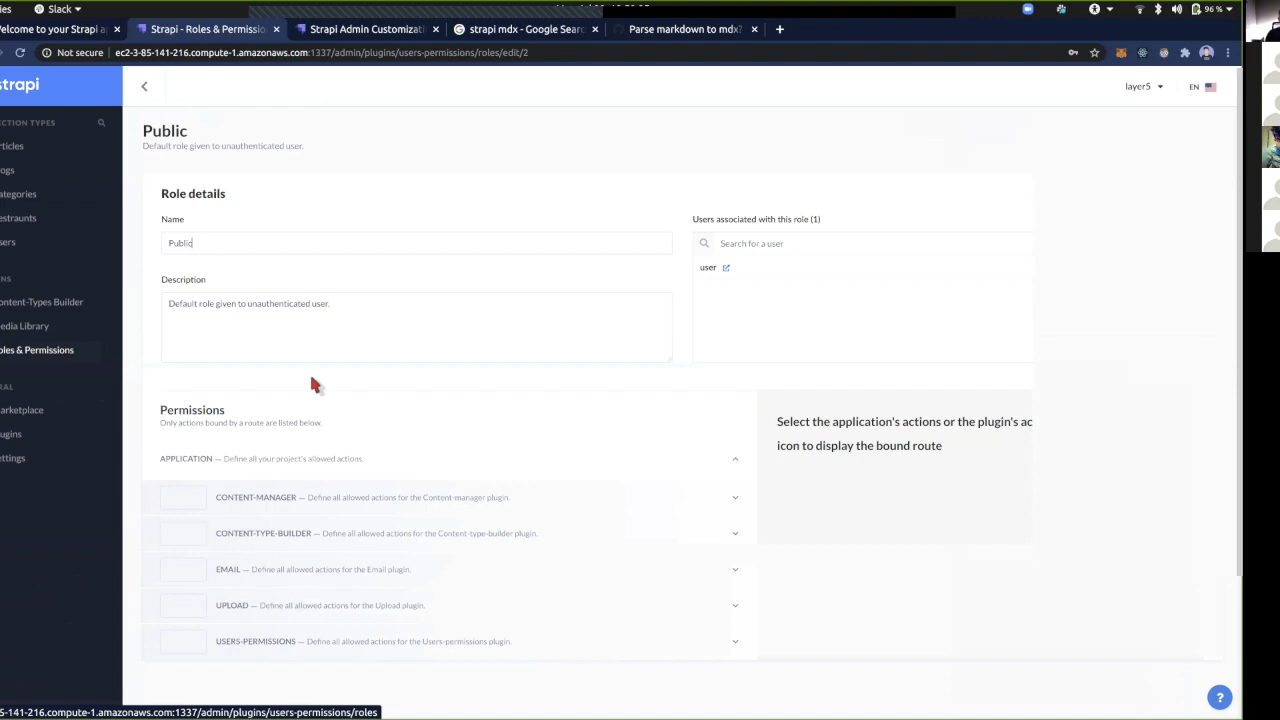 les Slack 96 %
elcome to your Strapi a Strapi - Roles & Permissio Strapi Admin Customizati strapi mdx - Google Searc Parse markdown to mdx?
Not secure ec2-3-85-141-216.compute-1.amazonaws.com:1337/admin/plugins/users-permissions/roles/edit/2
strapi
layer5 EN
ECTION TYPES
rticles
ogs
ategories
estraunts
sers
NS
ontent-Types Builder
edia Library
oles & Permissions
RAL
arketplace
ugins
ettings
Public
Default role given to unauthenticated user.
Role details
Name
Public
Users associated with this role (1)
Search for a user
user
Description
Default role given to unauthenticated user.
Permissions
Only actions bound by a route are listed below.
APPLICATION — Define all your project's allowed actions.
CONTENT-MANAGER — Define all allowed actions for the Content-manager plugin.
CONTENT-TYPE-BUILDER — Define all allowed actions for the Content-type-builder plugin.
EMAIL — Define all allowed actions for the Email plugin.
UPLOAD — Define all allowed actions for the Upload plugin.
USERS-PERMISSIONS — Define all allowed actions for the Users-permissions plugin.
Select the application's actions or the plugin's ac
icon to display the bound route
?
-85-141-216.compute-1.amazonaws.com:1337/admin/plugins/users-permissions/roles